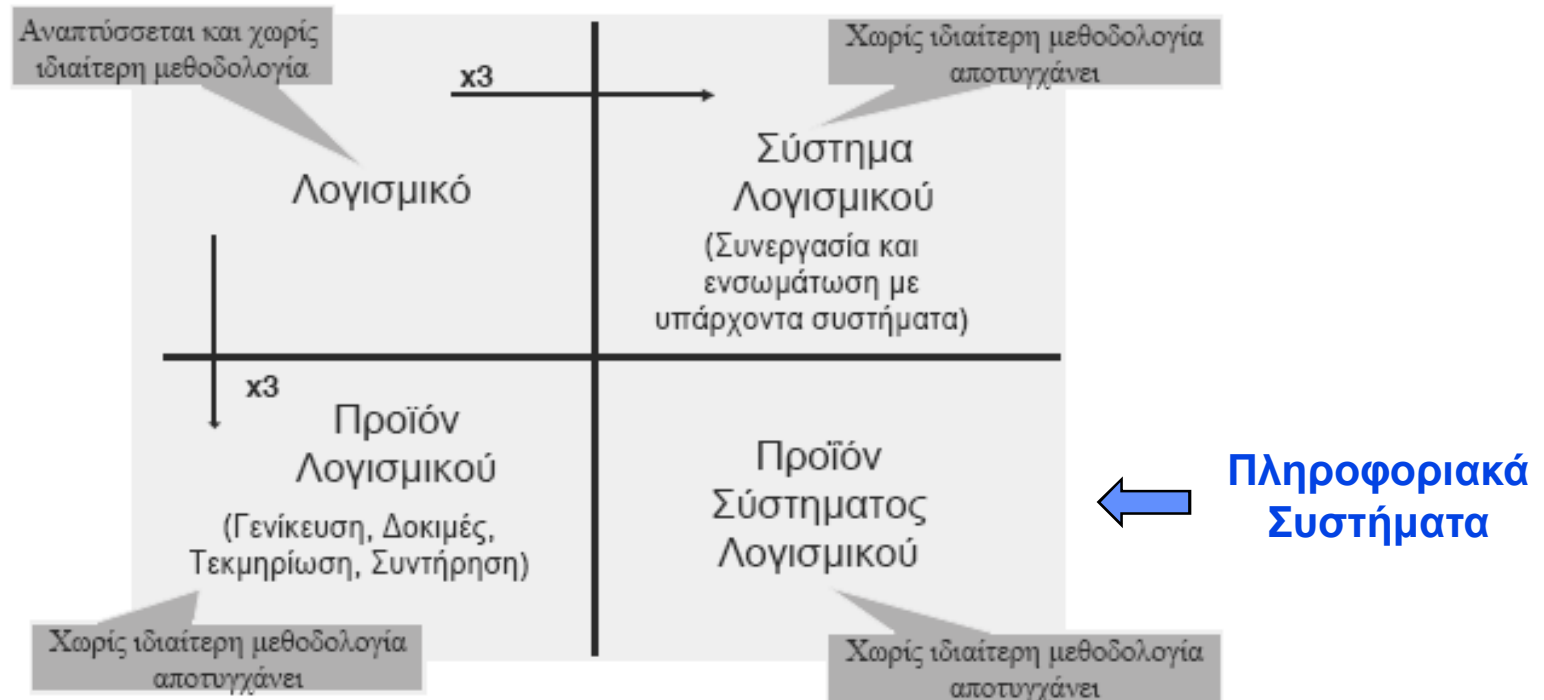 Αναπτύσσεται και χωρίς
ιδιαίτερη μεθοδολογία
x3
Λογισμικό
Χωρίς ιδιαίτερη μεθοδολογία
αποτυγχάνει
Σύστημα
Λογισμικού
(Συνεργασία και
ενσωμάτωση με
υπάρχοντα συστήματα)
x3
Προϊόν
Λογισμικού
(Γενίκευση, Δοκιμές,
Τεκμηρίωση, Συντήρηση)
Χωρίς ιδιαίτερη μεθοδολογία
αποτυγχάνει
Προϊόν
Σύστηματος
Λογισμικού
Χωρίς ιδιαίτερη μεθοδολογία
αποτυγχάνει
Πληροφοριακά
Συστήματα